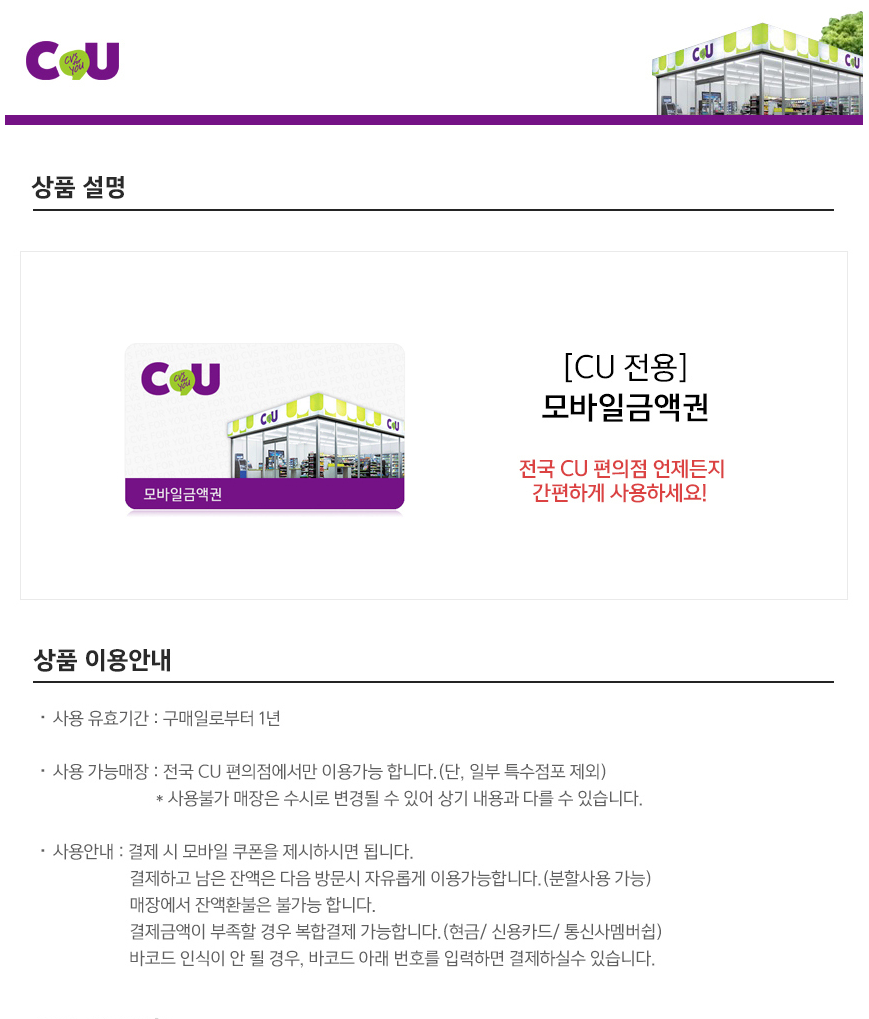 CU
CVS for you
CU
CU
상품 설명
CU
CVS for you
CU
CU
모바일금액권
[CU 전용]
모바일금액권
전국 CU 편의점 언제든지
간편하게 사용하세요!
상품 이용안내
· 사용 유효기간 : 구매일로부터 1년
· 사용 가능매장 : 전국 CU 편의점에서만 이용가능 합니다.(단, 일부 특수점포 제외)
* 사용불가 매장은 수시로 변경될 수 있어 상기 내용과 다를 수 있습니다.
· 사용안내 : 결제 시 모바일 쿠폰을 제시하시면 됩니다.
결제하고 남은 잔액은 다음 방문시 자유롭게 이용가능합니다.(분할사용 가능)
매장에서 잔액환불은 불가능 합니다.
결제금액이 부족할 경우 복합결제 가능합니다.(현금/ 신용카드/ 통신사멤버쉽)
바코드 인식이 안 될 경우, 바코드 아래 번호를 입력하면 결제하실수 있습니다.